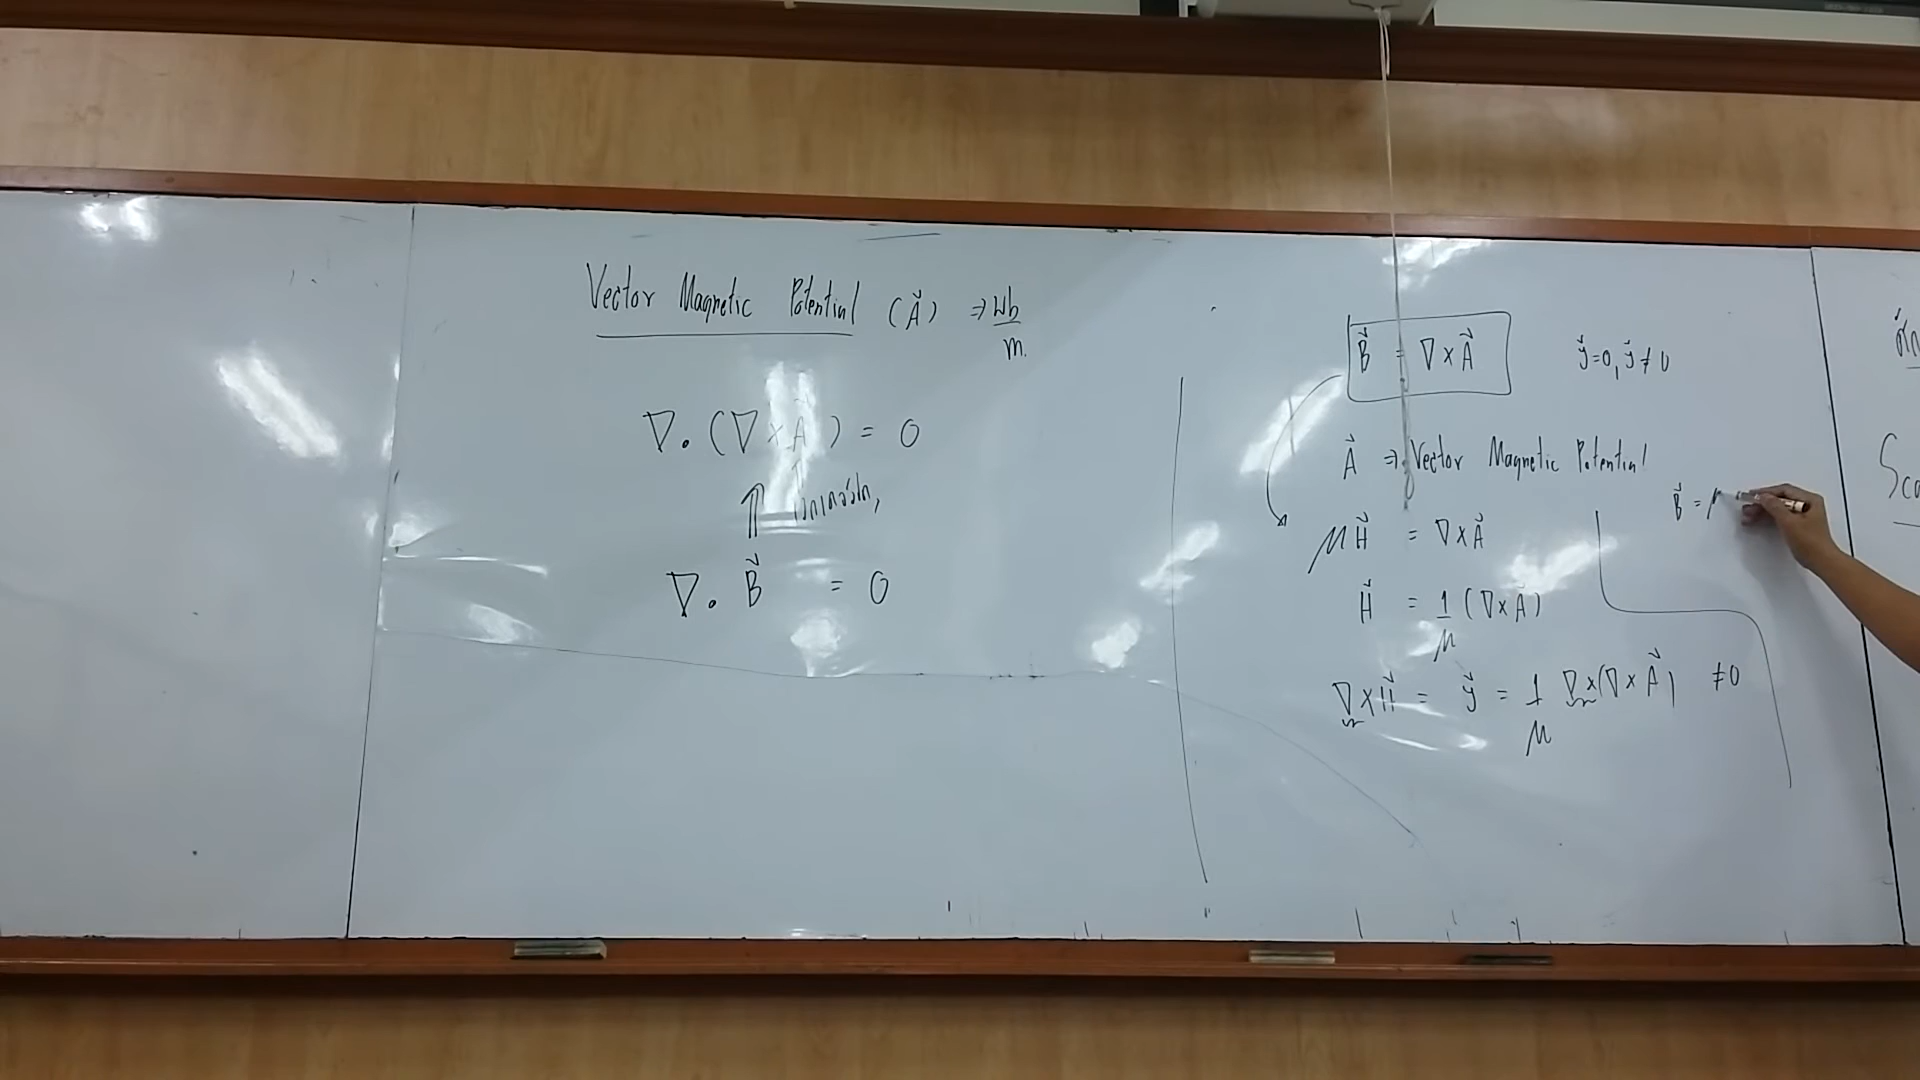 Vector Magnetic Potential (A⃗) ⇒ Wb/m.
∇·(∇×A⃗) = 0
⇑
∇·B⃗ = 0
B⃗ = ∇×A⃗  J⃗=0, J⃗≠0
A⃗ ⇒ Vector Magnetic Potential
B⃗ = μ
μH⃗ = ∇×A⃗
H⃗ = 1/μ (∇×A⃗)
∇×H⃗ = J⃗ = 1/μ ∇×(∇×A⃗) ≠0